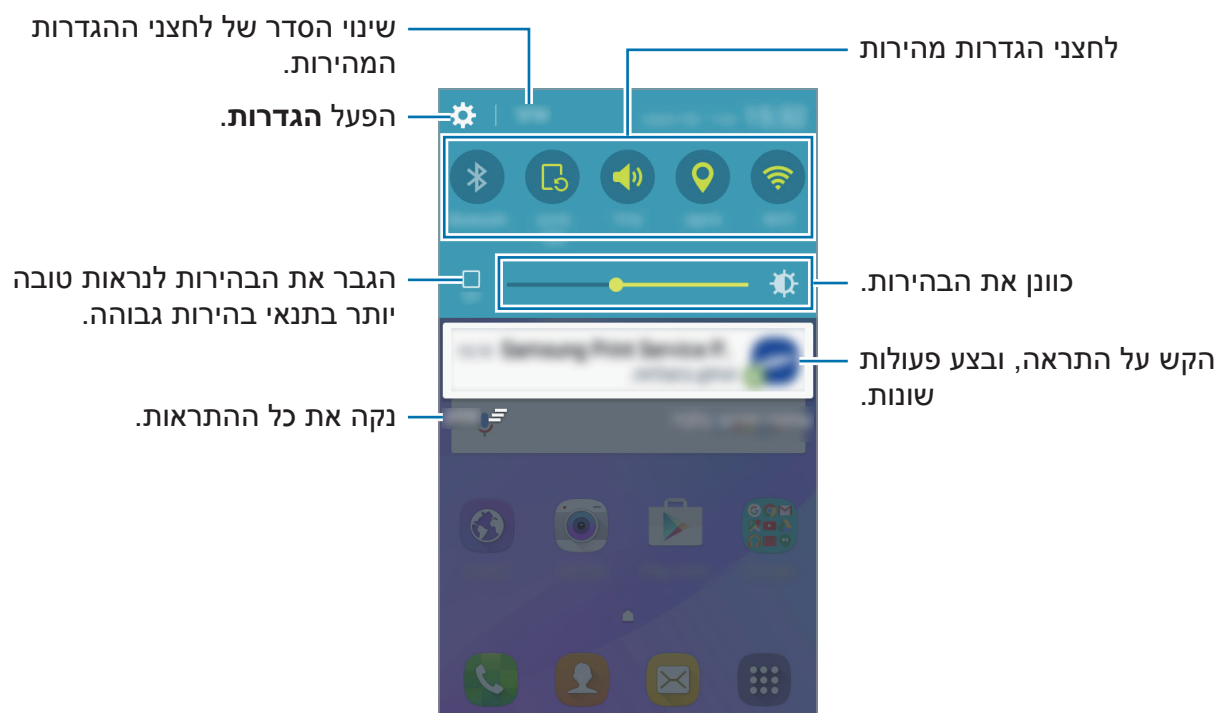 שינוי הסדר של לחצני ההגדרות
המהירות.
לחצני הגדרות מהירות
הפעל הגדרות.
הגבר את הבהירות לנראות טובה
יותר בתנאי בהירות גבוהה.
כוונן את הבהירות.
הקש על התראה, ובצע פעולות
שונות.
נקה את כל ההתראות.